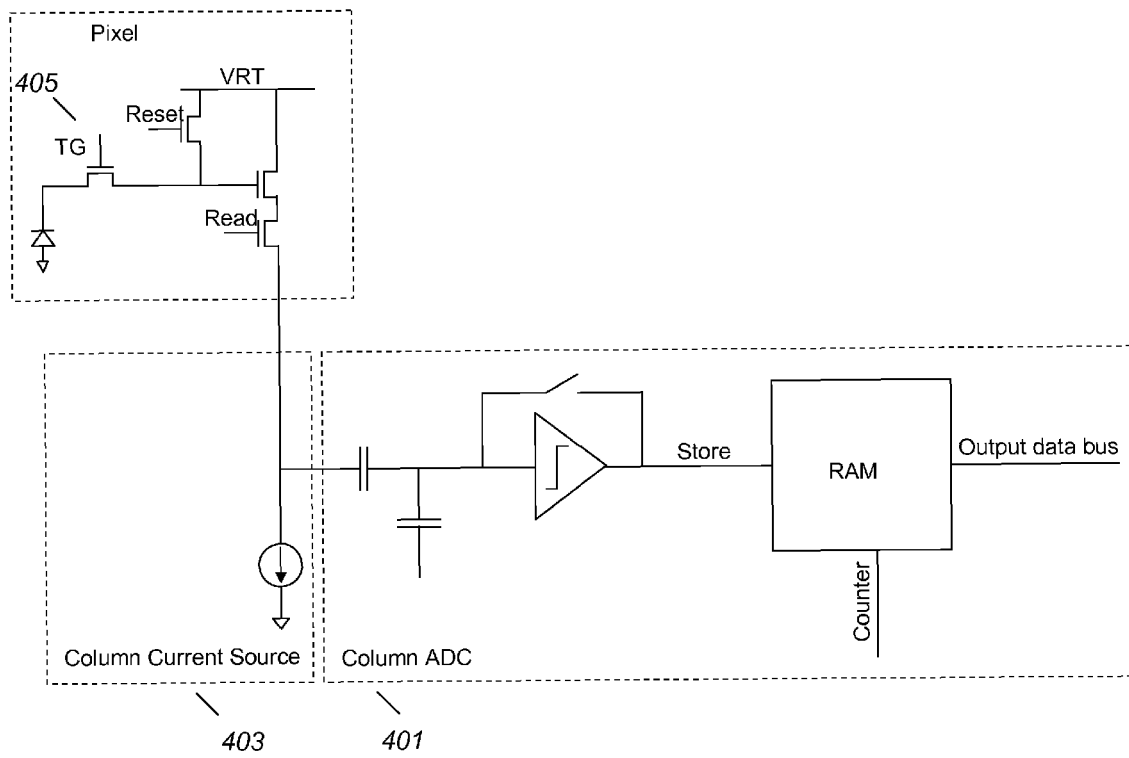 Pixel
405
VRT
Reset
TG
Read
Store
RAM
Output data bus
Counter
Column Current Source
Column ADC
403
401